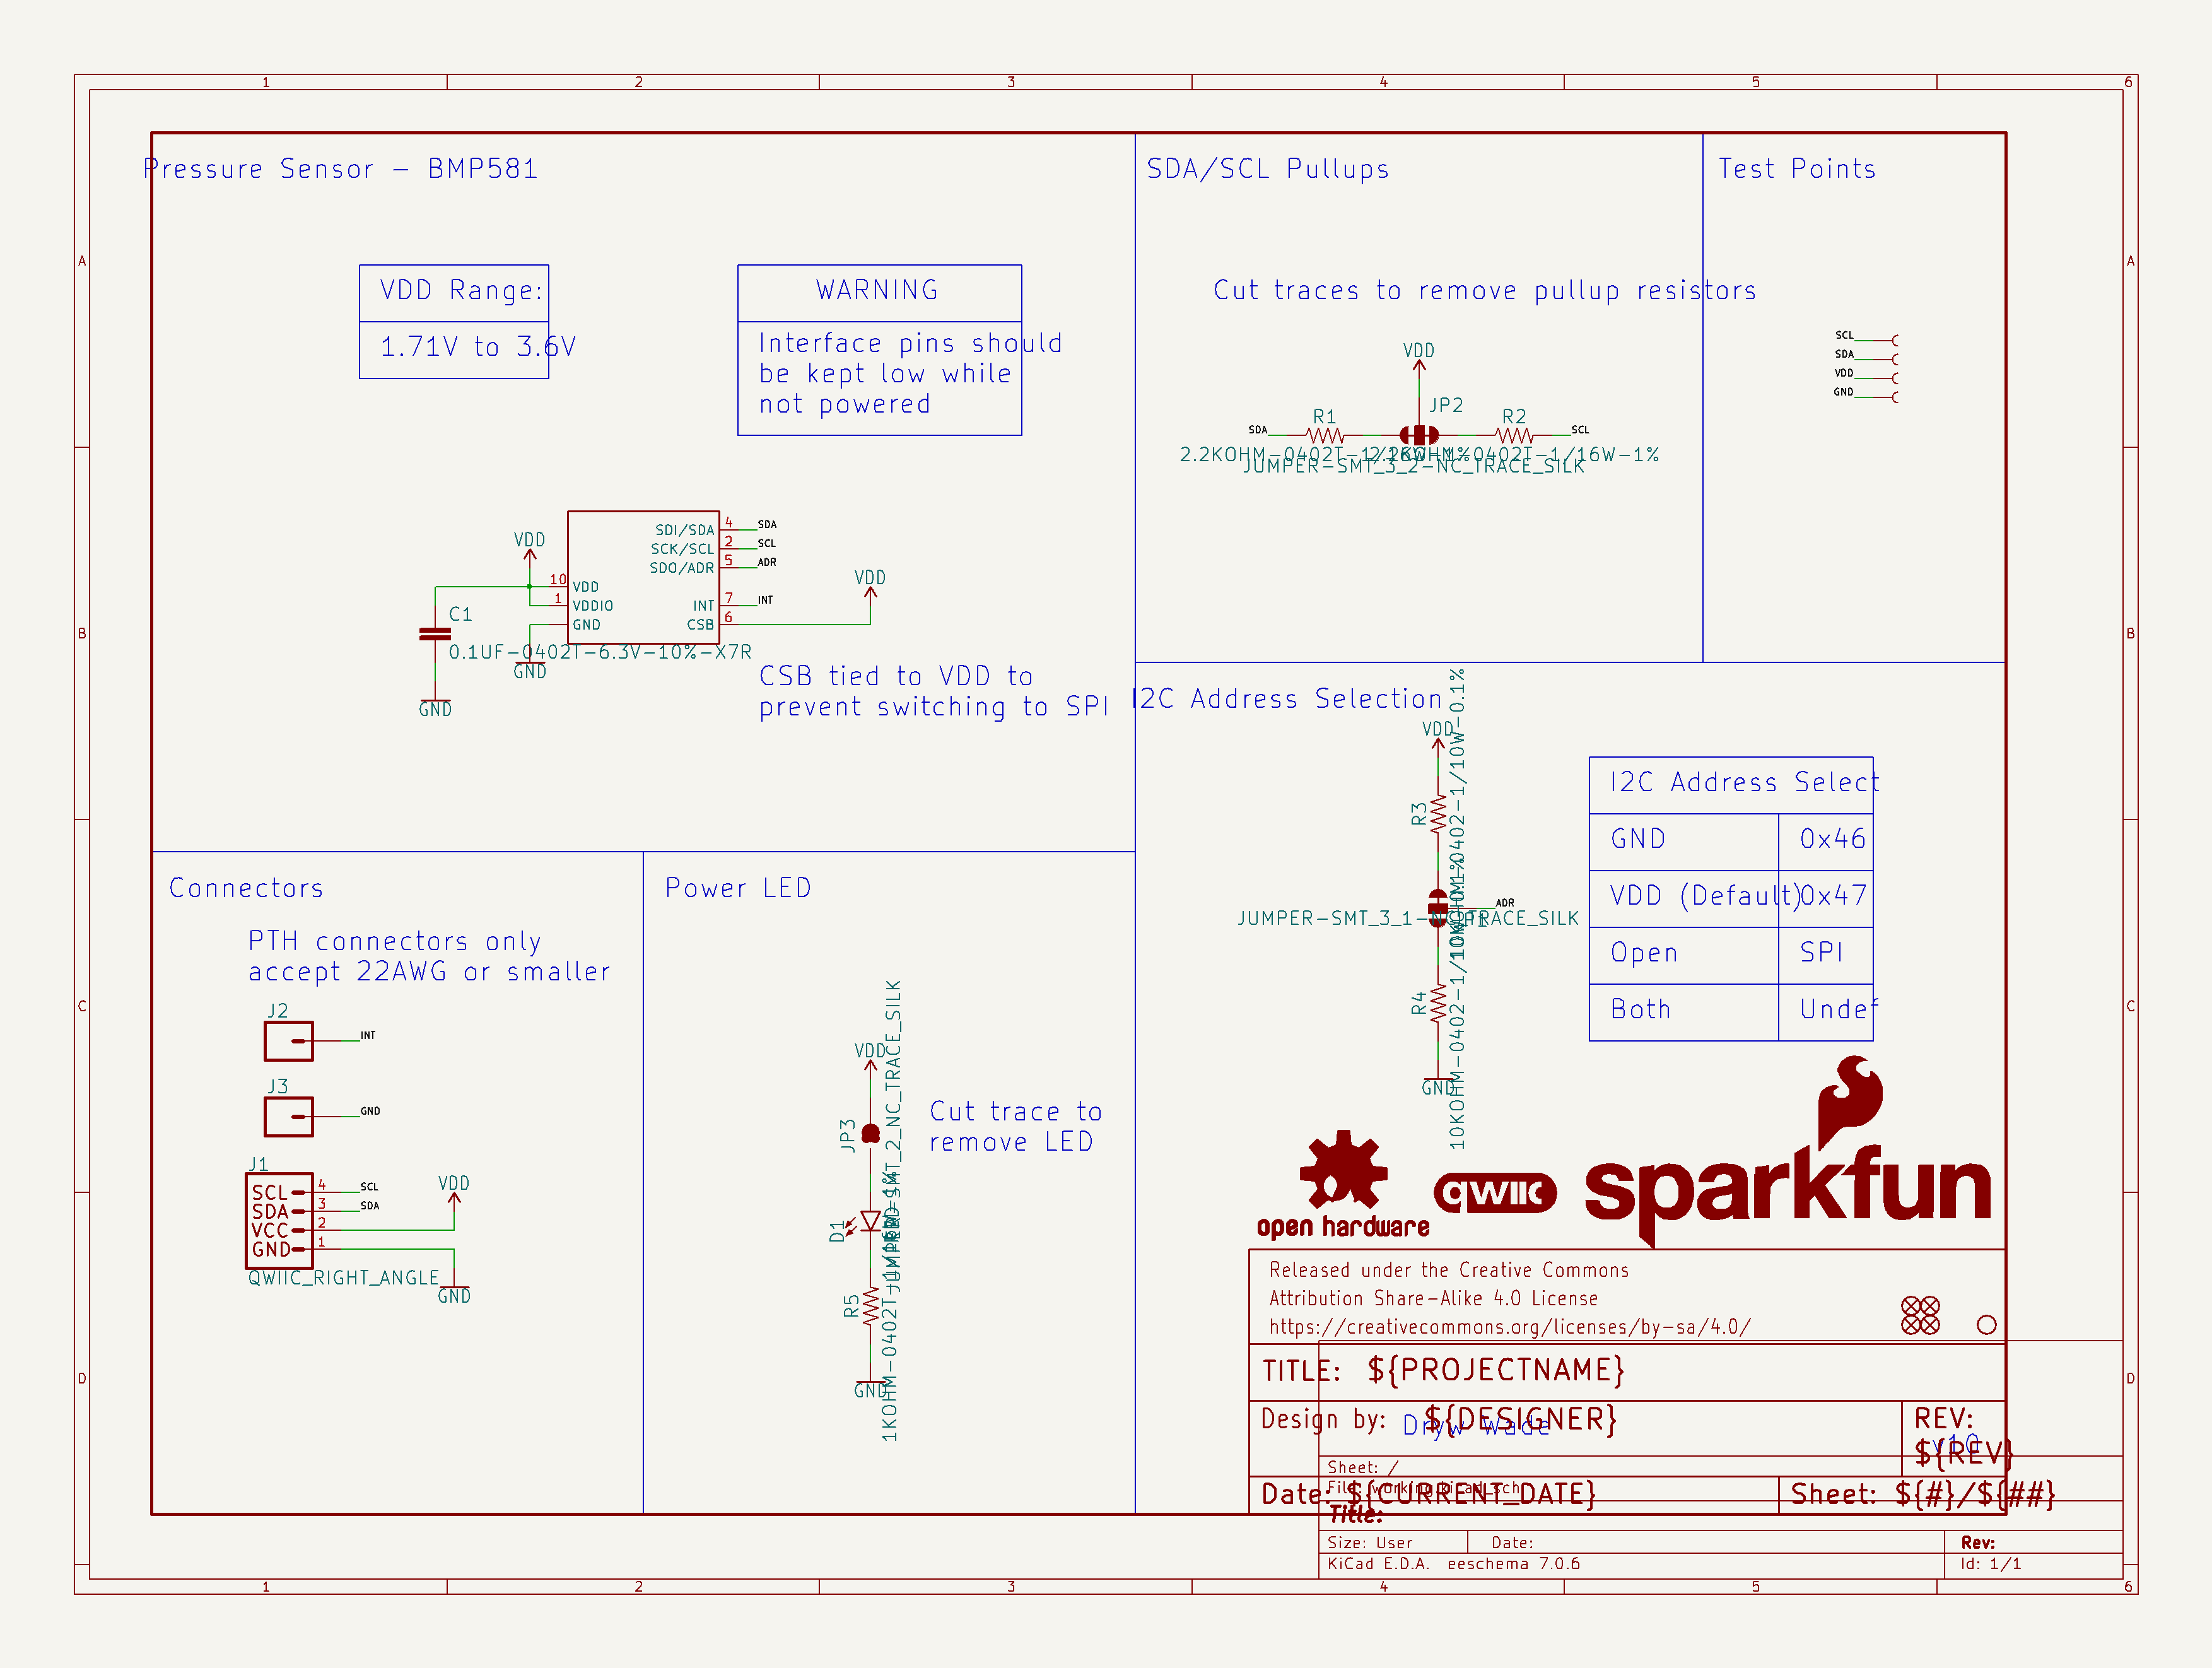 1 2 3 4 5 6
A
B
C
D
A
B
C
D
Pressure Sensor - BMP581
VDD Range:
1.71V to 3.6V
WARNING
Interface pins should
be kept low while
not powered
VDD
C1
0.1UF-0402T-6.3V-10%-X7R
GND
GND
10 VDD
1 VDDIO
GND
SDI/SDA 4 SDA
SCK/SCL 2 SCL
SDO/ADR 5 ADR
INT 7 INT
CSB 6
VDD
CSB tied to VDD to
prevent switching to SPI
SDA/SCL Pullups
Cut traces to remove pullup resistors
VDD
JP2
SDA R1 R2 SCL
2.2KOHM-0402T-1/16W-1%
2.2KOHM-0402T-1/16W-1%
JUMPER-SMT_3_2-NC_TRACE_SILK
Test Points
SCL
SDA
VDD
GND
I2C Address Selection
VDD
R3
10KOHM-0402-1/10W-0.1%
ADR
JUMPER-SMT_3_1-NC_TRACE_SILK
JP1
R4
10KOHM-0402-1/10W-0.1%
GND
I2C Address Select
GND 0x46
VDD (Default) 0x47
Open SPI
Both Undef
Connectors
PTH connectors only
accept 22AWG or smaller
J2
INT
J3
GND
J1
SCL 4 SCL
SDA 3 SDA
VCC 2
GND 1
QWIIC_RIGHT_ANGLE
VDD
GND
Power LED
VDD
JP3
JUMPER-SMT_2_NC_TRACE_SILK
Cut trace to
remove LED
D1
R5
1KOHM-0402T-1/16W-1%
GND
open hardware
qwiic
sparkfun
Released under the Creative Commons
Attribution Share-Alike 4.0 License
https://creativecommons.org/licenses/by-sa/4.0/
TITLE: ${PROJECTNAME}
Design by: ${DESIGNER}
Dryw Wade
REV:
${REV}
v10
Date: ${CURRENT_DATE}
Sheet: ${#}/${##}
Sheet: /
File: working.kicad_sch
Title:
Size: User Date: Rev:
KiCad E.D.A. eeschema 7.0.6 Id: 1/1
1 2 3 4 5 6